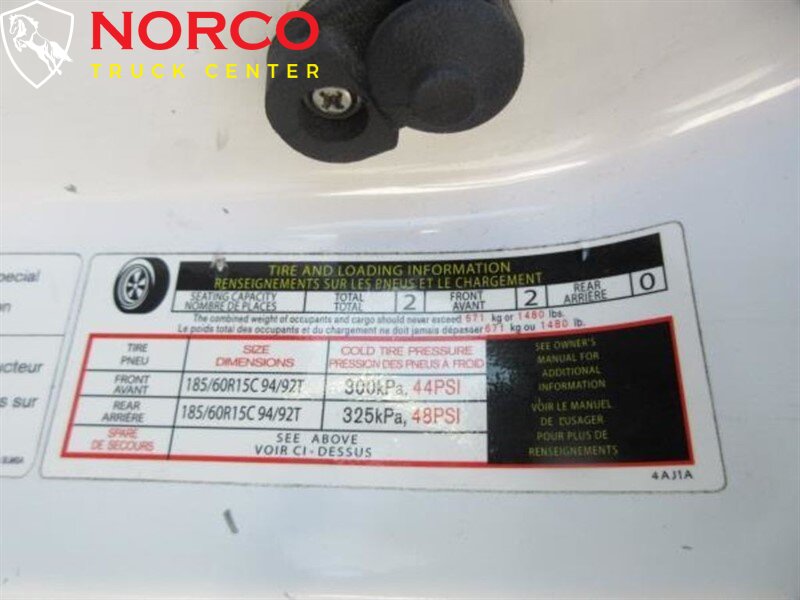 NORCO
TRUCK CENTER
TIRE AND LOADING INFORMATION
RENSEIGNEMENTS SUR LES PNEUS ET LE CHARGEMENT
SEATING CAPACITY TOTAL 2 FRONT 2 REAR 0
NOMBRE DE PLACES TOTAL AVANT ARRIÈRE
The combined weight of occupants and cargo should never exceed 671 kg or 1480 lbs.
Le poids total des occupants et du chargement ne doit jamais dépasser 671 kg ou 1480 lb.
TIRE SIZE COLD TIRE PRESSURE
PNEU DIMENSIONS PRESSION DES PNEUS À FROID
FRONT
AVANT 185/60R15C 94/92T 300kPa, 44PSI
REAR
ARRIÈRE 185/60R15C 94/92T 325kPa, 48PSI
SPARE SEE ABOVE
DE SECOURS VOIR CI-DESSUS
SEE OWNER'S
MANUAL FOR
ADDITIONAL
INFORMATION
VOIR LE MANUEL
DE L'USAGER
POUR PLUS DE
RENSEIGNEMENTS
4AJ1A
pecial
on
ucteur
s sur